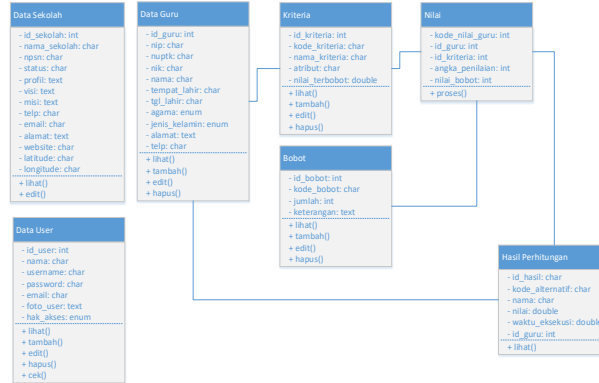 Data Sekolah
- id_sekolah: int
- nama_sekolah: char
- npsn: char
- status: char
- profil: text
- visi: text
- misi: text
- telp: char
- email: char
- alamat: text
- website: char
- latitude: char
- longitude: char
+ lihat()
+ edit()
Data Guru
- id_guru: int
- nip: char
- nuptk: char
- nik: char
- nama: char
- tempat_lahir: char
- tgl_lahir: char
- agama: enum
- jenis_kelamin: enum
- alamat: text
- telp: char
+ lihat()
+ tambah()
+ edit()
+ hapus()
Kriteria
- id_kriteria: int
- kode_kriteria: char
- nama_kriteria: char
- atribut: char
- nilai_terbobot: double
+ lihat()
+ tambah()
+ edit()
+ hapus()
Nilai
- kode_nilai_guru: int
- id_guru: int
- id_kriteria: int
- angka_penilaian: int
- nilai_bobot: int
+ proses()
Bobot
- id_bobot: int
- kode_bobot: char
- jumlah: int
- keterangan: text
+ lihat()
+ tambah()
+ edit()
+ hapus()
Data User
- id_user: int
- nama: char
- username: char
- password: char
- email: char
- foto_user: text
- hak_akses: enum
+ lihat()
+ tambah()
+ edit()
+ hapus()
+ cek()
Hasil Perhitungan
- id_hasil: char
- kode_alternatif: char
- nama: char
- nilai: double
- waktu_eksekusi: double
- id_guru: int
+ lihat()